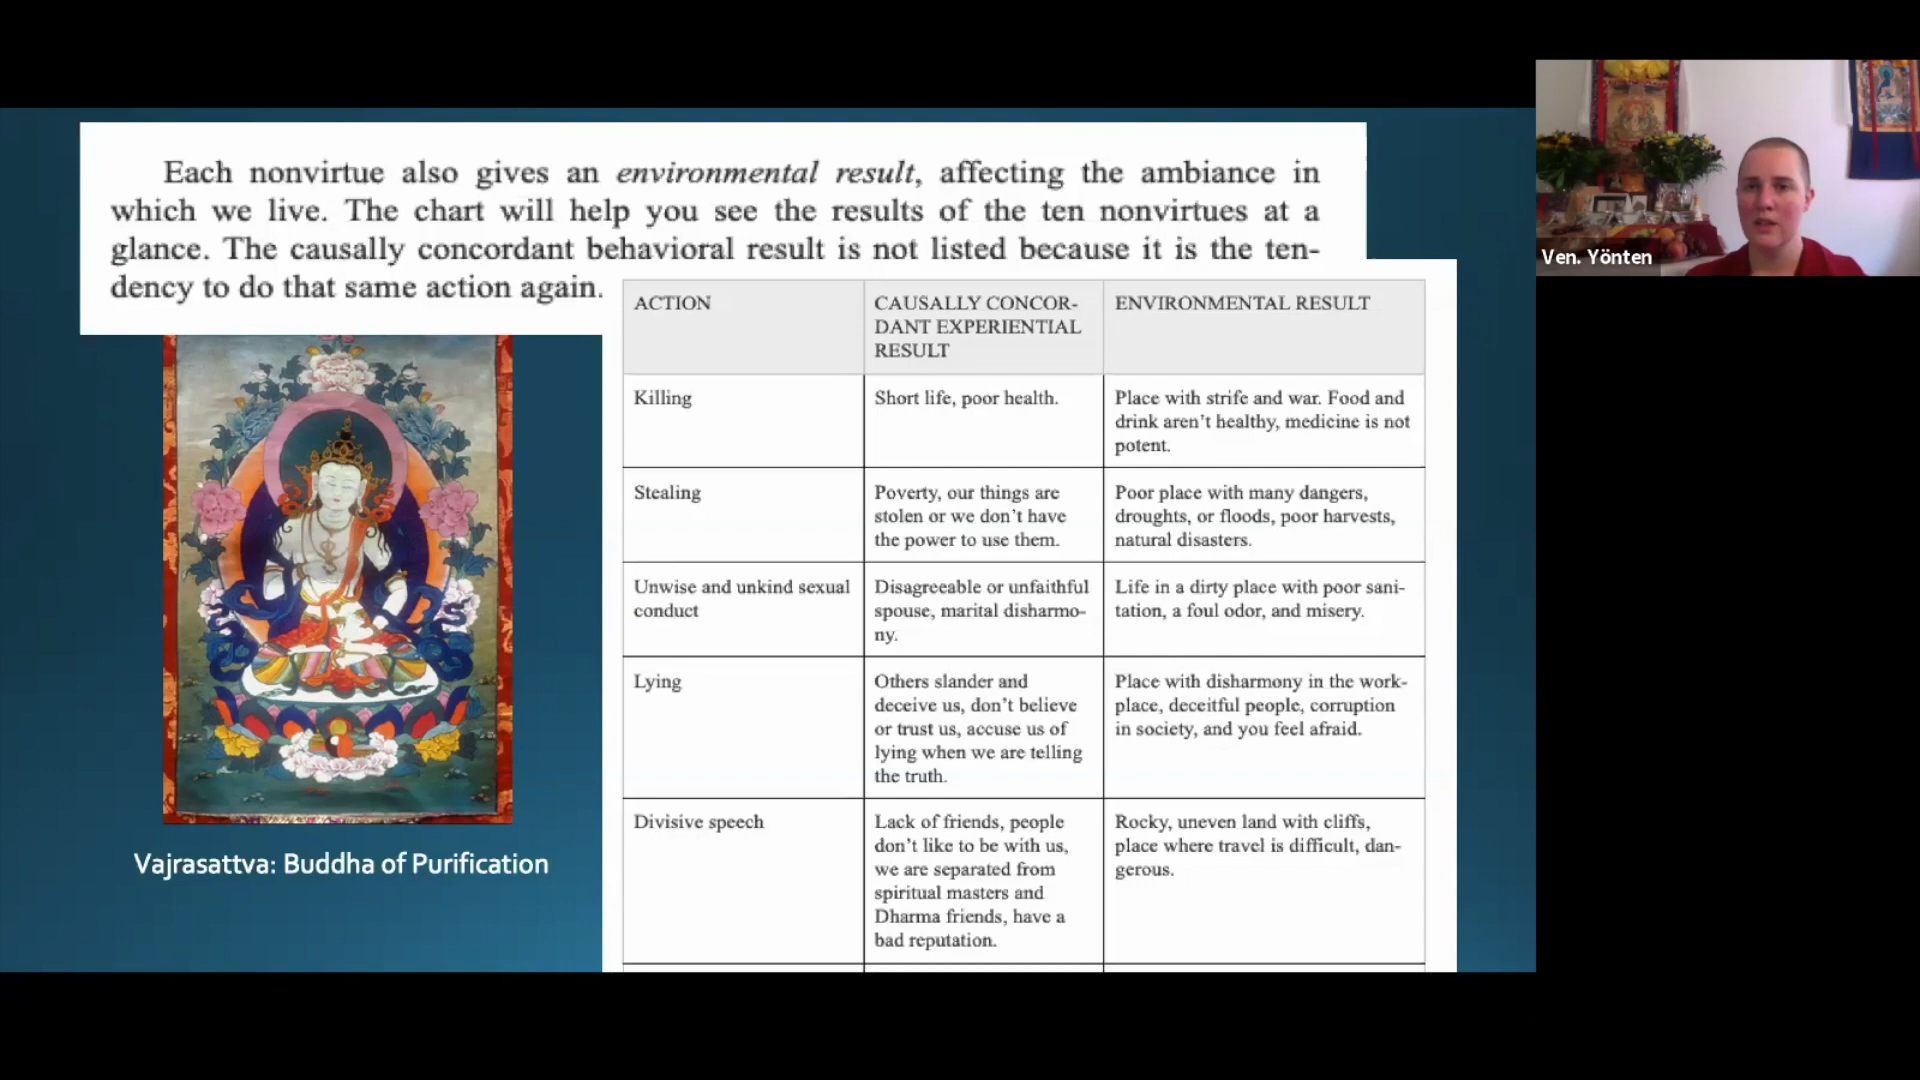 Each nonvirtue also gives an environmental result, affecting the ambiance in
which we live. The chart will help you see the results of the ten nonvirtues at a
glance. The causally concordant behavioral result is not listed because it is the ten-
dency to do that same action again.
ACTION
CAUSALLY CONCOR-
DANT EXPERIENTIAL
RESULT
ENVIRONMENTAL RESULT
Killing
Short life, poor health.
Place with strife and war. Food and
drink aren't healthy, medicine is not
potent.
Stealing
Poverty, our things are
stolen or we don't have
the power to use them.
Poor place with many dangers,
droughts, or floods, poor harvests,
natural disasters.
Unwise and unkind sexual
conduct
Disagreeable or unfaithful
spouse, marital disharmo-
ny.
Life in a dirty place with poor sani-
tation, a foul odor, and misery.
Lying
Others slander and
deceive us, don't believe
or trust us, accuse us of
lying when we are telling
the truth.
Place with disharmony in the work-
place, deceitful people, corruption
in society, and you feel afraid.
Divisive speech
Lack of friends, people
don't like to be with us,
we are separated from
spiritual masters and
Dharma friends, have a
bad reputation.
Rocky, uneven land with cliffs,
place where travel is difficult, dan-
gerous.
Vajrasattva: Buddha of Purification
Ven. Yönten